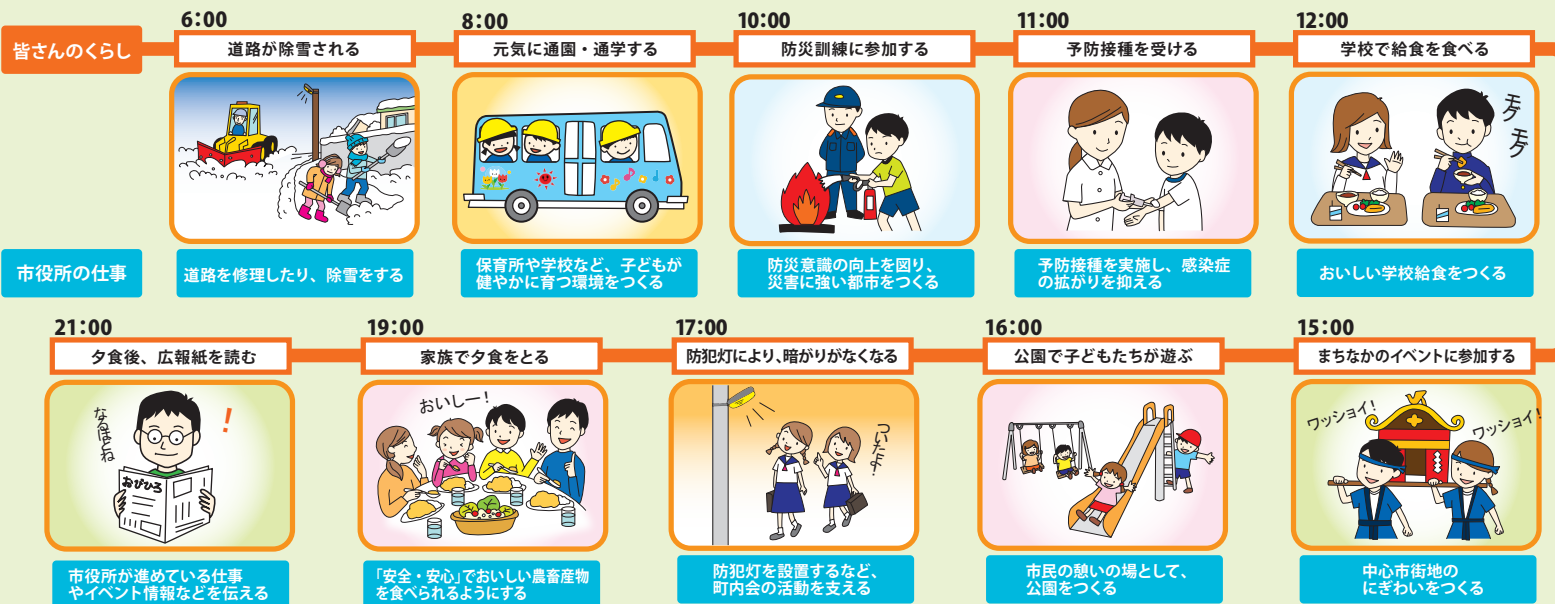 皆さんのくらし
6:00
道路が除雪される
8:00
元気に通園・通学する
10:00
防災訓練に参加する
11:00
予防接種を受ける
12:00
学校で給食を食べる
モグ
モグ
市役所の仕事
道路を修理したり、除雪をする
保育所や学校など、子どもが
健やかに育つ環境をつくる
防災意識の向上を図り、
災害に強い都市をつくる
予防接種を実施し、感染症
の拡がりを抑える
おいしい学校給食をつくる
21:00
夕食後、広報紙を読む
なるほどね
!
おびひろ
市役所が進めている仕事
やイベント情報などを伝える
19:00
家族で夕食をとる
おいしー!
「安全・安心」でおいしい農畜産物
を食べられるようにする
17:00
防犯灯により、暗がりがなくなる
ついたよ!
防犯灯を設置するなど、
町内会の活動を支える
16:00
公園で子どもたちが遊ぶ
市民の憩いの場として、
公園をつくる
15:00
まちなかのイベントに参加する
ワッショイ!
ワッショイ!
中心市街地の
にぎわいをつくる